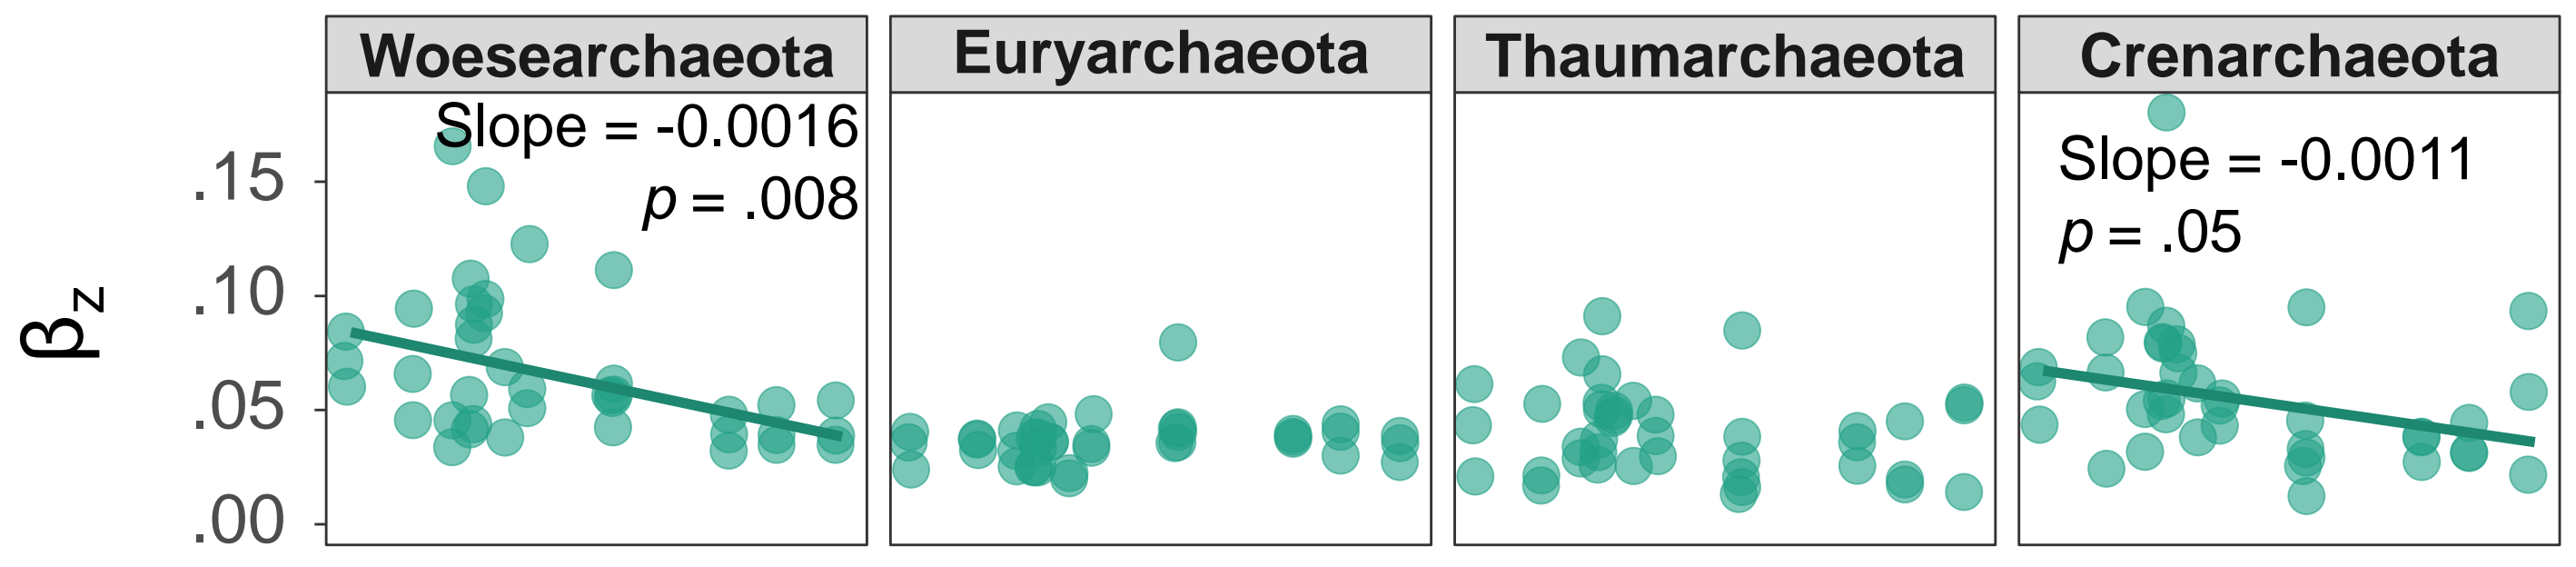 Woesearchaeota Euryarchaeota Thaumarchaeota Crenarchaeota
Slope = -0.0016
p = .008
Slope = -0.0011
p = .05
βz
.15
.10
.05
.00